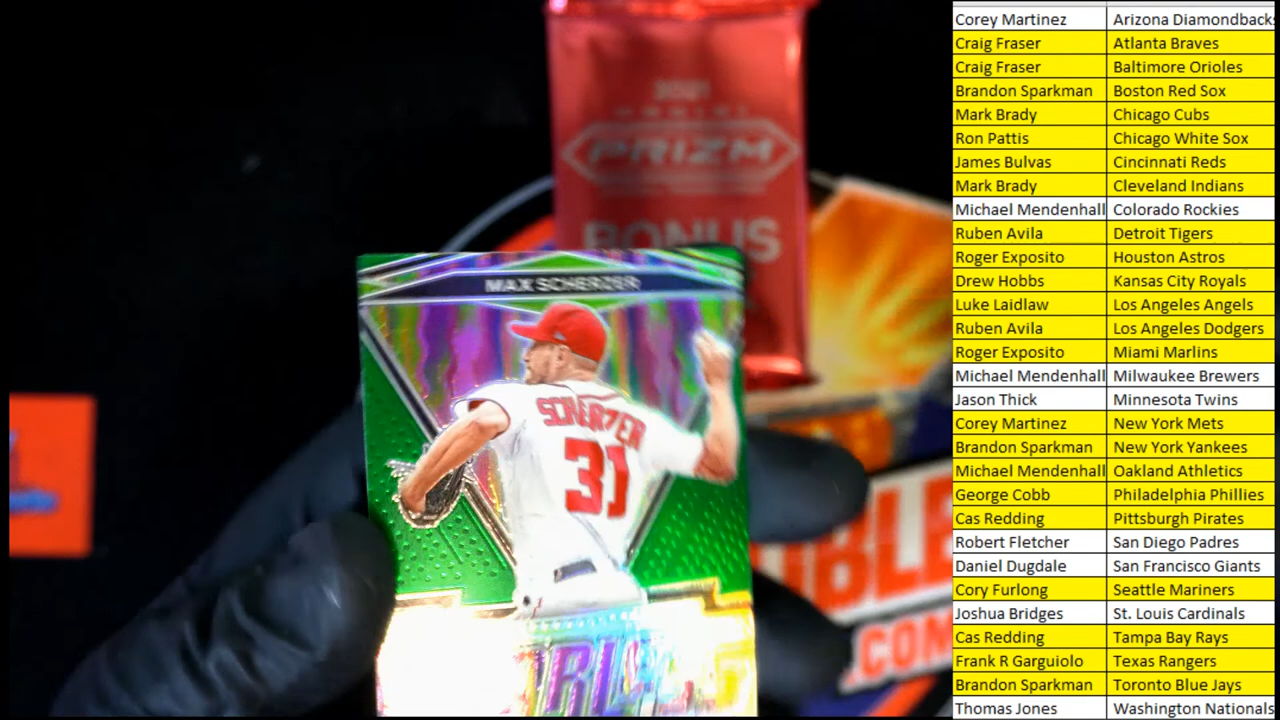 2021
PANINI
PRIZM
BONUS
MAX SCHERZER
SCHERZER
31
IBLE
.COM
Corey Martinez Arizona Diamondbacks
Craig Fraser Atlanta Braves
Craig Fraser Baltimore Orioles
Brandon Sparkman Boston Red Sox
Mark Brady Chicago Cubs
Ron Pattis Chicago White Sox
James Bulvas Cincinnati Reds
Mark Brady Cleveland Indians
Michael Mendenhall Colorado Rockies
Ruben Avila Detroit Tigers
Roger Exposito Houston Astros
Drew Hobbs Kansas City Royals
Luke Laidlaw Los Angeles Angels
Ruben Avila Los Angeles Dodgers
Roger Exposito Miami Marlins
Michael Mendenhall Milwaukee Brewers
Jason Thick Minnesota Twins
Corey Martinez New York Mets
Brandon Sparkman New York Yankees
Michael Mendenhall Oakland Athletics
George Cobb Philadelphia Phillies
Cas Redding Pittsburgh Pirates
Robert Fletcher San Diego Padres
Daniel Dugdale San Francisco Giants
Cory Furlong Seattle Mariners
Joshua Bridges St. Louis Cardinals
Cas Redding Tampa Bay Rays
Frank R Garguiolo Texas Rangers
Brandon Sparkman Toronto Blue Jays
Thomas Jones Washington Nationals